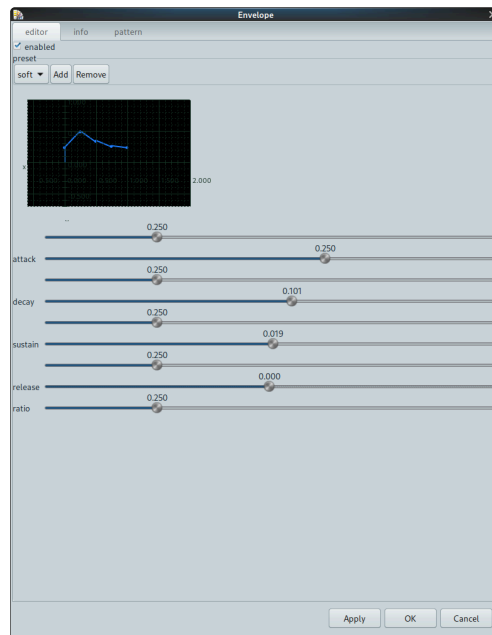 Envelope
editor info pattern
enabled
preset
soft Add Remove
x
2.000
0.250
attack 0.250
0.250
decay 0.101
0.250
sustain 0.019
0.250
release 0.000
ratio 0.250
Apply OK Cancel